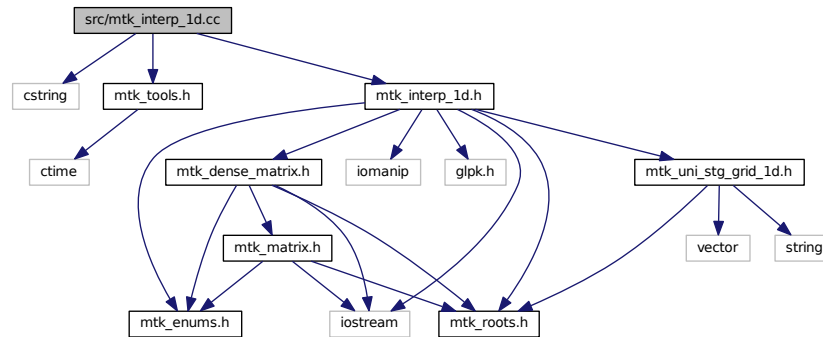 src/mtk_interp_1d.cc
cstring
mtk_tools.h
mtk_interp_1d.h
ctime
mtk_dense_matrix.h
iomanip
glpk.h
mtk_uni_stg_grid_1d.h
mtk_matrix.h
vector
string
mtk_enums.h
iostream
mtk_roots.h